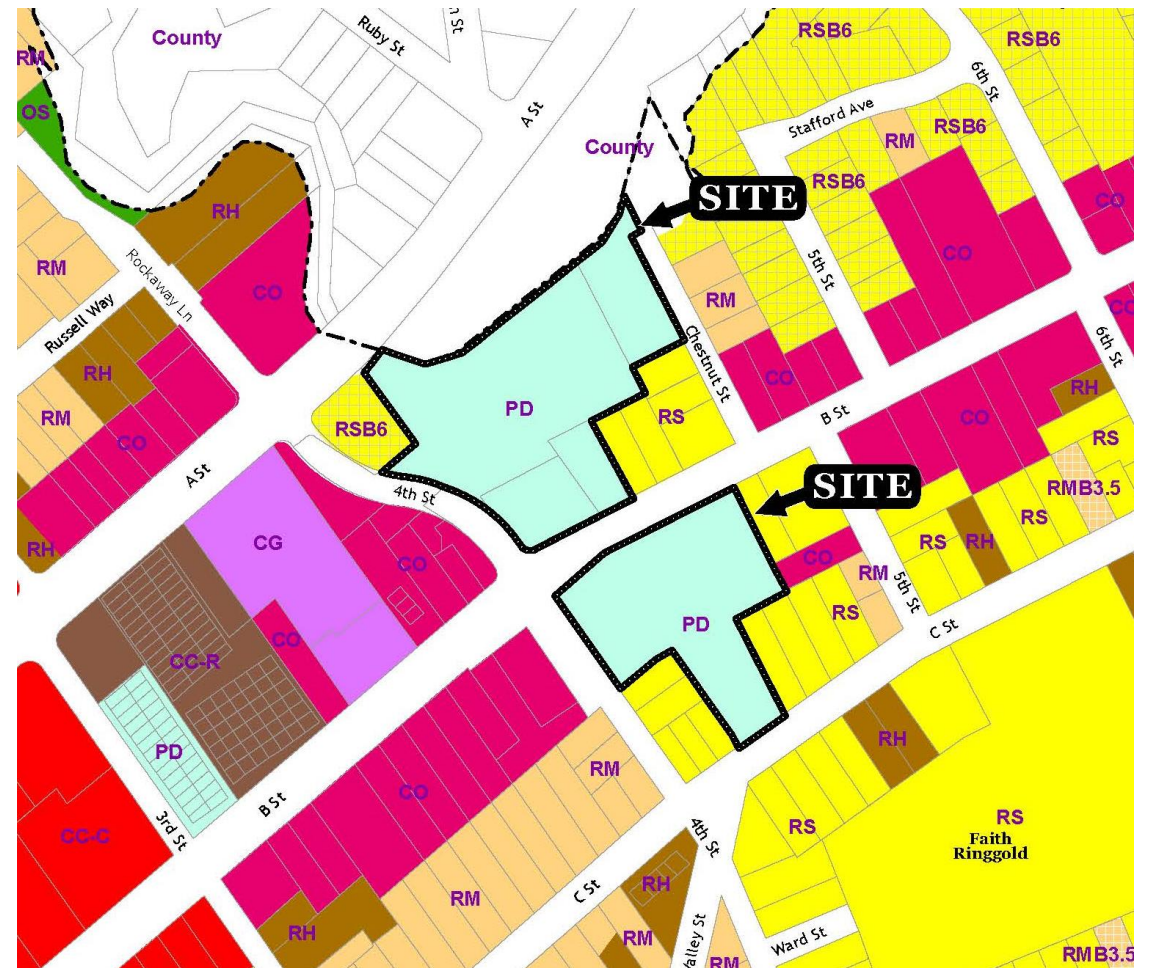 County
Ruby St
RSB6
RSB6
6th St
RM
OS
A St
Stafford Ave
RM
RSB6
County
RSB6
SITE
CO
RH
RM
Rockaway Ln
CO
5th St
CO
RM
Russell Way
CO
6th St
Chestnut St
RH
CO
RH
RM
PD
RS
B St
CO
RS
CO
RSB6
A St
4th St
SITE
RMB3.5
RS
CG
RH
CO
RS
RH
CO
RM
5th St
CO
RS
PD
C St
CC-R
RH
PD
RM
CO
B St
3rd St
CC-C
RS
RS
Faith
Ringgold
4th St
RH
C St
RM
RH
RM
Ward St
RMB3.5
RM